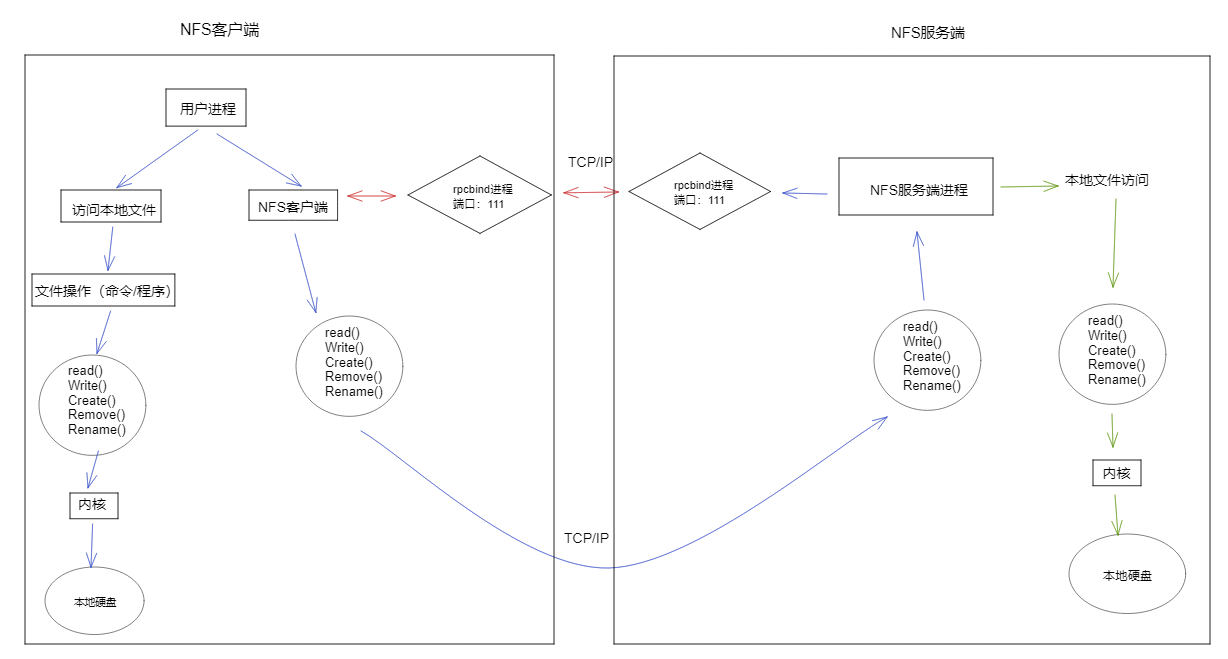 NFS客户端
用户进程
访问本地文件
NFS客户端
rpcbind进程
端口：111
文件操作（命令/程序）
read()
Write()
Create()
Remove()
Rename()
read()
Write()
Create()
Remove()
Rename()
内核
本地硬盘
TCP/IP
TCP/IP
NFS服务端
rpcbind进程
端口：111
NFS服务端进程
本地文件访问
read()
Write()
Create()
Remove()
Rename()
read()
Write()
Create()
Remove()
Rename()
内核
本地硬盘